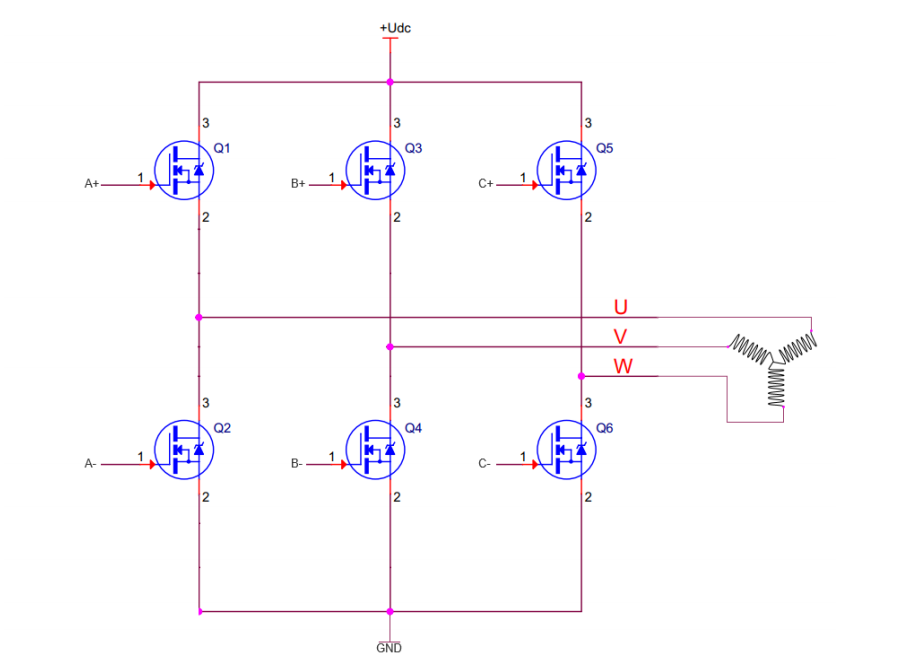 +Udc
3 3 3
Q1 Q3 Q5
A+ 1 B+ 1 C+ 1
2 2 2
U
V
W
3 3 3
Q2 Q4 Q6
A- 1 B- 1 C- 1
2 2 2
GND